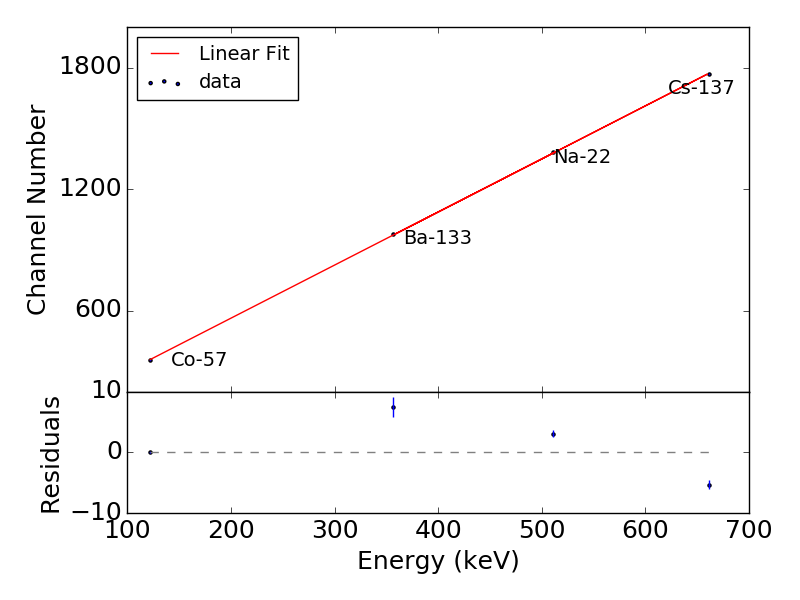 Linear Fit
data
1800
1200
600
Channel Number
Cs-137
Na-22
Ba-133
Co-57
10
0
−10
Residuals
100 200 300 400 500 600 700
Energy (keV)